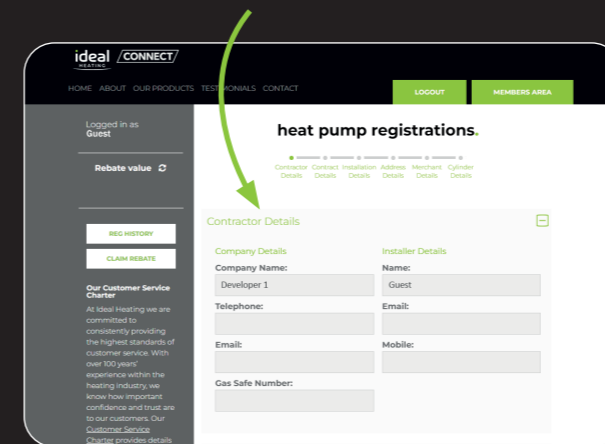 ideal CONNECT
HEATING
HOME ABOUT OUR PRODUCTS TESTIMONIALS CONTACT
LOGOUT
MEMBERS AREA
Logged in as
Guest
Rebate value
REG HISTORY
CLAIM REBATE
Our Customer Service
Charter
At Ideal Heating we are
committed to
consistently providing
the highest standards of
customer service. With
over 100 years'
experience within the
heating industry, we
know how important
confidence and trust are
to our customers. Our
Customer Service
Charter provides details
heat pump registrations.
Contractor Contract Installation Address Merchant Cylinder
Details Details Details Details Details Details
Contractor Details
Company Details
Company Name:
Developer 1
Telephone:
Email:
Gas Safe Number:
Installer Details
Name:
Guest
Email:
Mobile: